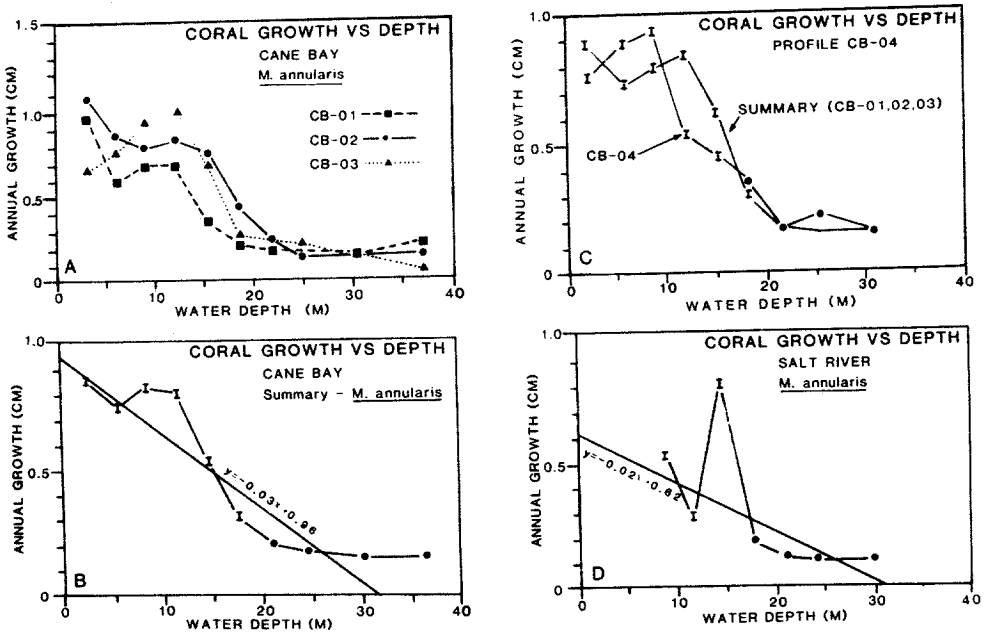 CORAL GROWTH VS DEPTH
CANE BAY
M. annularis
CB-01
CB-02
CB-03
ANNUAL GROWTH (CM)
1.5
1.0
0.5
0
A
0 10 20 30 40
WATER DEPTH (M)
CORAL GROWTH VS DEPTH
PROFILE CB-04
SUMMARY (CB-01,02,03)
CB-04
ANNUAL GROWTH (CM)
1.0
0.5
0
C
0 10 20 30 40
WATER DEPTH (M)
CORAL GROWTH VS DEPTH
CANE BAY
Summary - M. annularis
y=-0.03x+0.96
ANNUAL GROWTH (CM)
1.0
0.5
0
B
0 10 20 30 40
WATER DEPTH (M)
CORAL GROWTH VS DEPTH
SALT RIVER
M. annularis
y=-0.02x+0.62
ANNUAL GROWTH (CM)
1.0
0.5
0
D
0 10 20 30 40
WATER DEPTH (M)